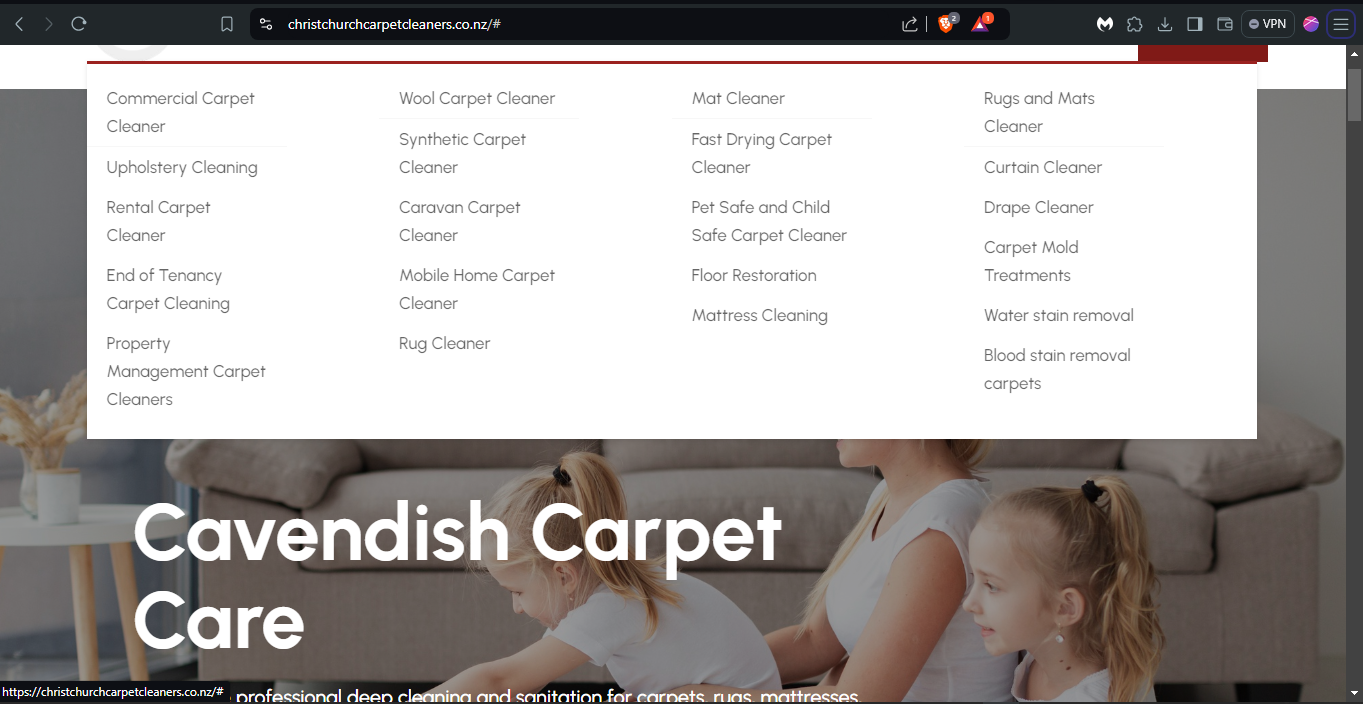 christchurchcarpetcleaners.co.nz/#
2
1
VPN
Commercial Carpet
Cleaner
Upholstery Cleaning
Rental Carpet
Cleaner
End of Tenancy
Carpet Cleaning
Property
Management Carpet
Cleaners
Wool Carpet Cleaner
Synthetic Carpet
Cleaner
Caravan Carpet
Cleaner
Mobile Home Carpet
Cleaner
Rug Cleaner
Mat Cleaner
Fast Drying Carpet
Cleaner
Pet Safe and Child
Safe Carpet Cleaner
Floor Restoration
Mattress Cleaning
Rugs and Mats
Cleaner
Curtain Cleaner
Drape Cleaner
Carpet Mold
Treatments
Water stain removal
Blood stain removal
carpets
Cavendish Carpet
Care
professional deep cleaning and sanitation for carpets, rugs, mattresses,
https://christchurchcarpetcleaners.co.nz/#